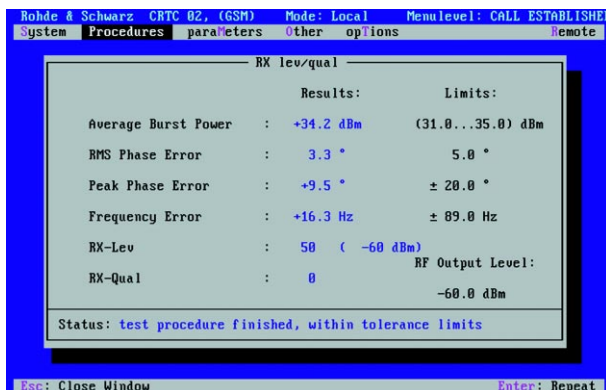 Rohde & Schwarz CRTC 02, (GSM) Mode: Local Menulevel: CALL ESTABLISHE
System Procedures paraMeters Other opTions Remote
RX lev/qual
Results: Limits:
Average Burst Power : +34.2 dBm (31.0...35.0) dBm
RMS Phase Error : 3.3 ° 5.0 °
Peak Phase Error : +9.5 ° ± 20.0 °
Frequency Error : +16.3 Hz ± 89.0 Hz
RX-Lev : 50 ( -60 dBm)
RF Output Level:
RX-Qual : 0
-60.0 dBm
Status: test procedure finished, within tolerance limits
Esc: Close Window Enter: Repeat